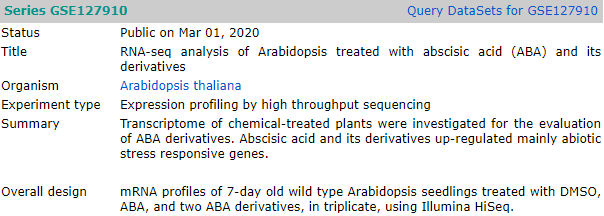 Series GSE127910 Query DataSets for GSE127910
Status Public on Mar 01, 2020
Title RNA-seq analysis of Arabidopsis treated with abscisic acid (ABA) and its
derivatives
Organism Arabidopsis thaliana
Experiment type Expression profiling by high throughput sequencing
Summary Transcriptome of chemical-treated plants were investigated for the evaluation
of ABA derivatives. Abscisic acid and its derivatives up-regulated mainly abiotic
stress responsive genes.
Overall design mRNA profiles of 7-day old wild type Arabidopsis seedlings treated with DMSO,
ABA, and two ABA derivatives, in triplicate, using Illumina HiSeq.